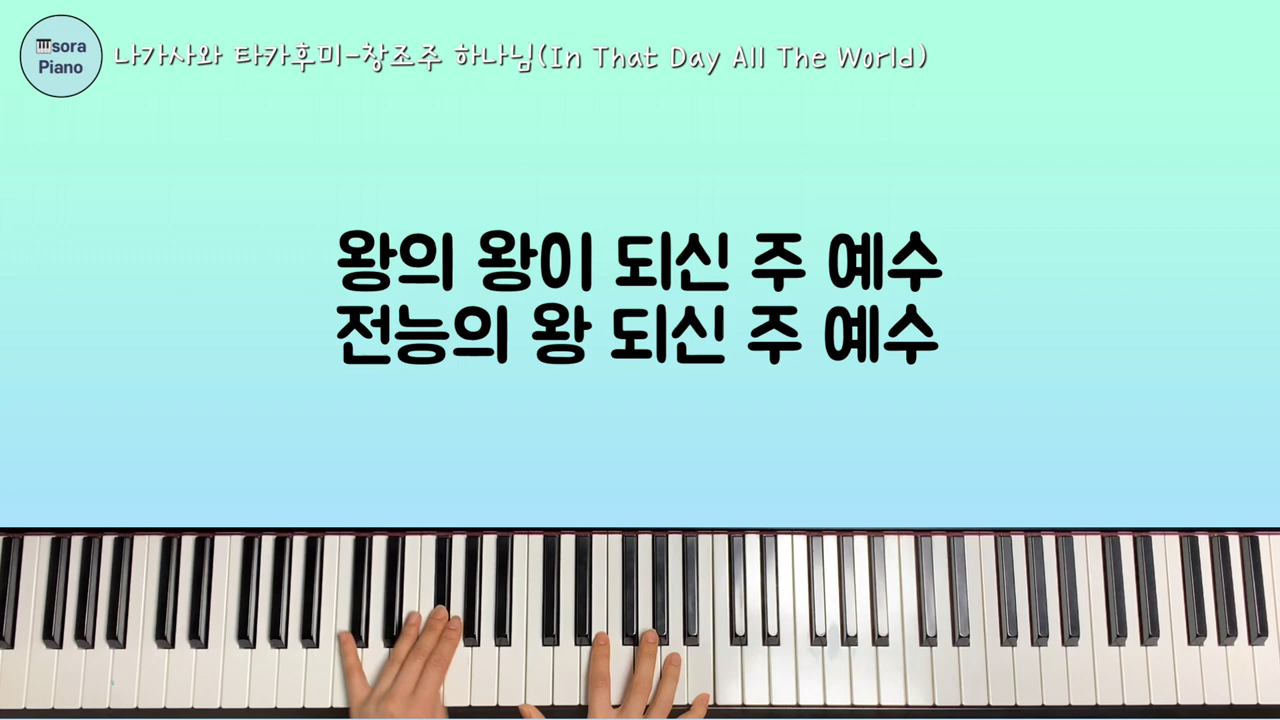 sora
Piano
나가사와 타카후미-창조주 하나님(In That Day All The World)
왕의 왕이 되신 주 예수
전능의 왕 되신 주 예수